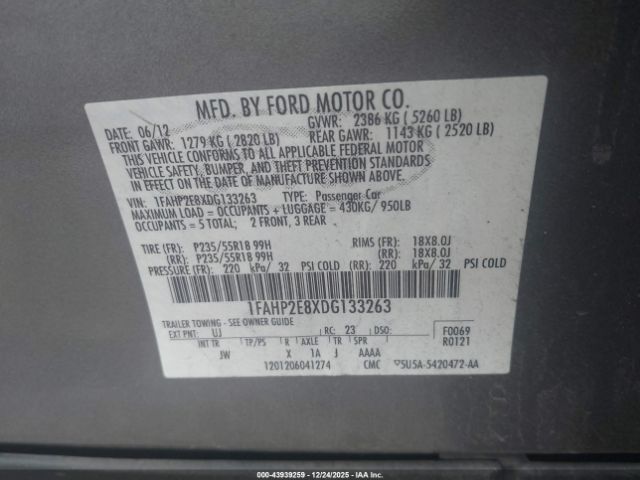 MFD. BY FORD MOTOR CO.
DATE: 06/12 GVWR: 2386 KG ( 5260 LB)
FRONT GAWR: 1279 KG ( 2820 LB) REAR GAWR: 1143 KG ( 2520 LB)
THIS VEHICLE CONFORMS TO ALL APPLICABLE FEDERAL MOTOR
VEHICLE SAFETY, BUMPER, AND THEFT PREVENTION STANDARDS
IN EFFECT ON THE DATE OF MANUFACTURE SHOWN ABOVE.
VIN: 1FAHP2E8XDG133263 TYPE: Passenger Car
MAXIMUM LOAD = OCCUPANTS + LUGGAGE = 430KG/ 950LB
OCCUPANTS = 5 TOTAL; 2 FRONT, 3 REAR
TIRE (FR): P235/55R18 99H RIMS (FR): 18X8.0J
(RR): P235/55R18 99H (RR): 18X8.0J
PRESSURE (FR): 220 kPa/ 32 PSI COLD (RR): 220 kPa/ 32 PSI COLD
1FAHP2E8XDG133263
TRAILER TOWING - SEE OWNER GUIDE
EXT PNT: UJ RC: 23 DSO: F0069
INT TR TP/PS R AXLE TR SPR R0121
JW X 1A J AAAA
1201206041274 CMC 5U5A-5420472-AA
000-43939259 - 12/24/2025 - IAA Inc.